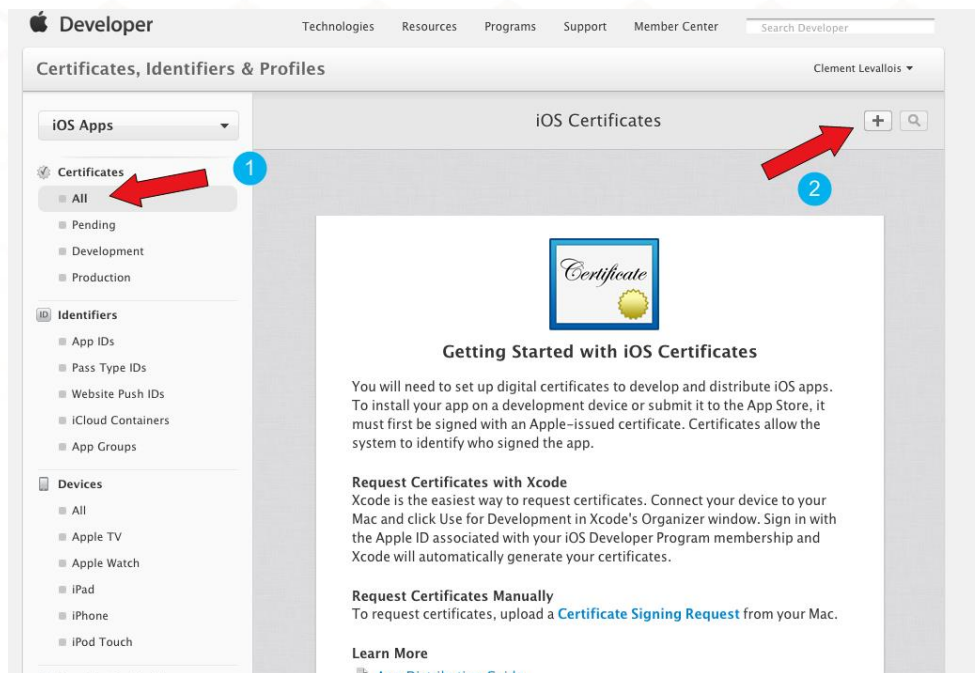 Developer
Technologies Resources Programs Support Member Center Search Developer
Certificates, Identifiers & Profiles
Clement Levallois
iOS Apps
iOS Certificates
1
2
Certificates
All
Pending
Development
Production
ID Identifiers
App IDs
Pass Type IDs
Website Push IDs
iCloud Containers
App Groups
Devices
All
Apple TV
Apple Watch
iPad
iPhone
iPod Touch
Certificate
Getting Started with iOS Certificates
You will need to set up digital certificates to develop and distribute iOS apps.
To install your app on a development device or submit it to the App Store, it
must first be signed with an Apple-issued certificate. Certificates allow the
system to identify who signed the app.
Request Certificates with Xcode
Xcode is the easiest way to request certificates. Connect your device to your
Mac and click Use for Development in Xcode's Organizer window. Sign in with
the Apple ID associated with your iOS Developer Program membership and
Xcode will automatically generate your certificates.
Request Certificates Manually
To request certificates, upload a Certificate Signing Request from your Mac.
Learn More
App Distribution Guide